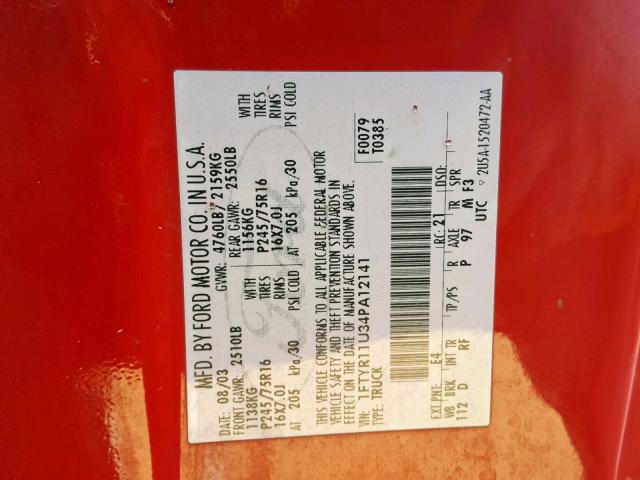 MFD. BY FORD MOTOR CO. IN U.S.A.
DATE: 08/03 GVWR: 4760LB/ 2159KG
FRONT GAWR: 2510LB REAR GAWR: 2550LB
1138KG 1156KG WITH
P245/75R16 P245/75R16 TIRES
16X7.0J 16X7.0J RIMS
AT 205 kPa/30 PSI COLD AT 205 kPa/30 PSI COLD
THIS VEHICLE CONFORMS TO ALL APPLICABLE FEDERAL MOTOR
VEHICLE SAFETY AND THEFT PREVENTION STANDARDS IN
EFFECT ON THE DATE OF MANUFACTURE SHOWN ABOVE.
VIN: 1FTYR11U34PA12141
TYPE: TRUCK
F0079
T0385
EXT PNT: E4 RC: 21 DSO:
WB BRK INT TR TP/PS R AXLE TR SPR
112 D RF P 97 M F3
UTC
▽ 2U5A-1520472-AA